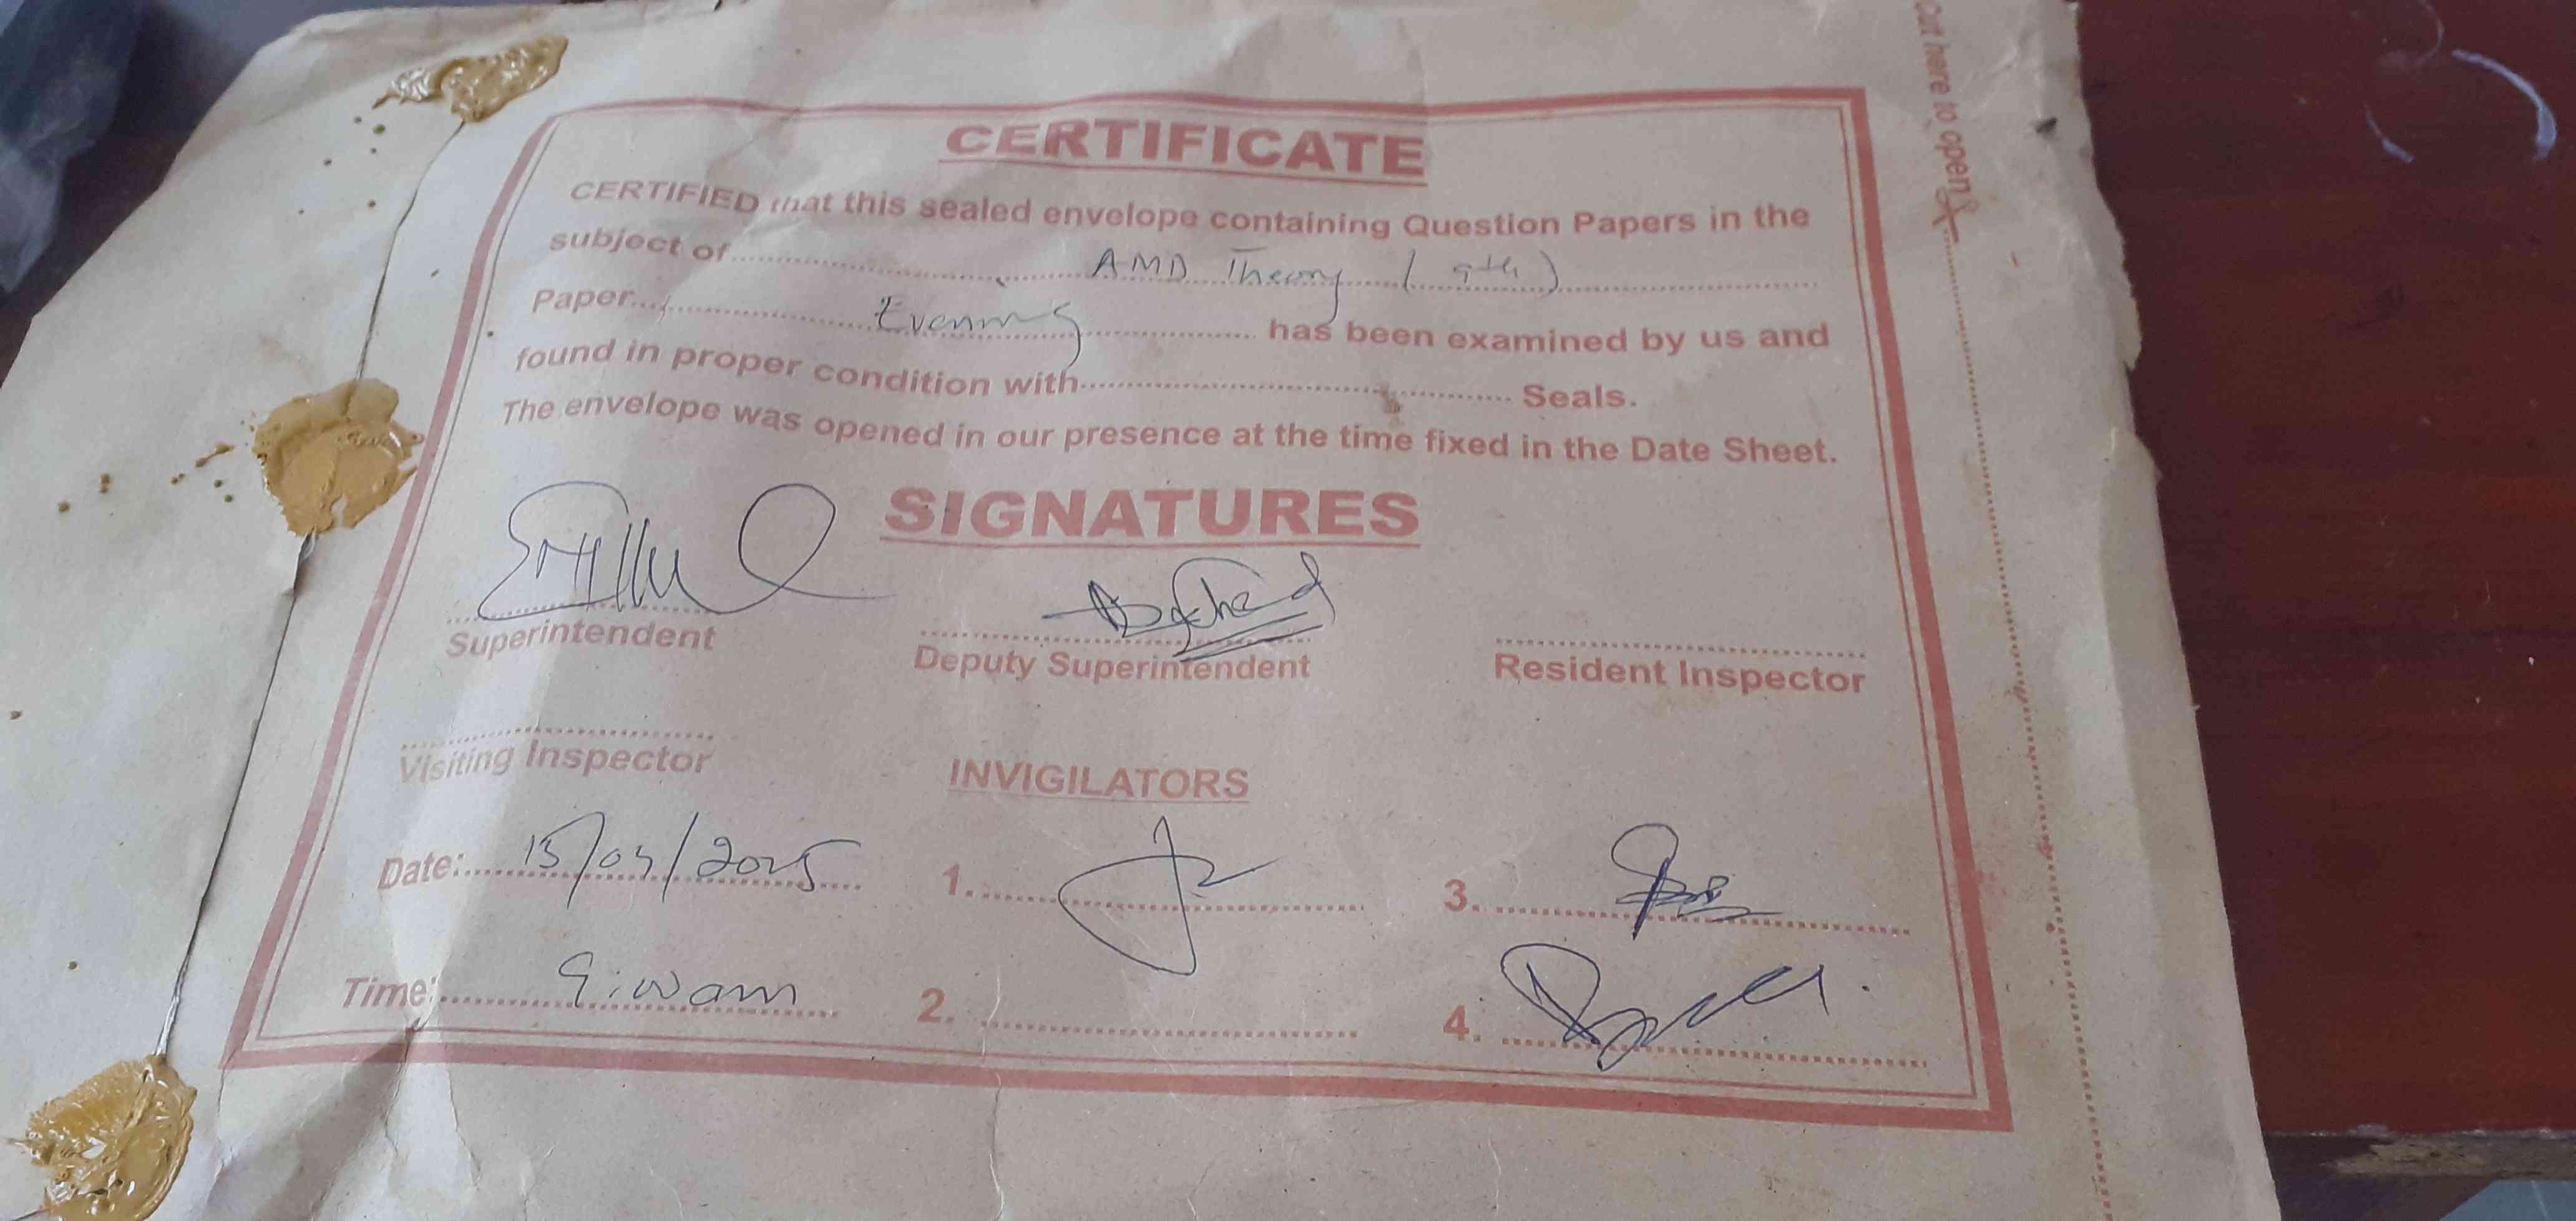 Cut here to open
CERTIFICATE
CERTIFIED that this sealed envelope containing Question Papers in the
subject of AMD Theory (9th)
Paper Evening has been examined by us and
found in proper condition with Seals.
The envelope was opened in our presence at the time fixed in the Date Sheet.
SIGNATURES
Superintendent
Deputy Superintendent
Resident Inspector
Visiting Inspector
INVIGILATORS
Date: 15/04/2025
1.
3.
Time: 9:00am
2.
4.